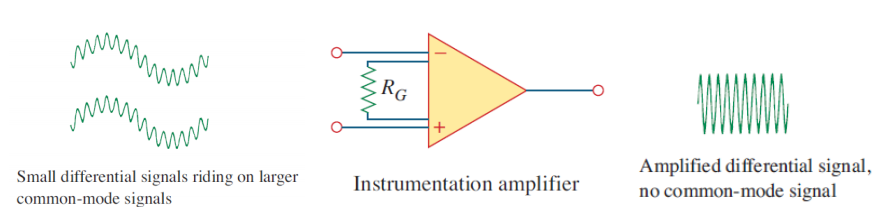 R_G
−
+
Small differential signals riding on larger
common-mode signals
Instrumentation amplifier
Amplified differential signal,
no common-mode signal